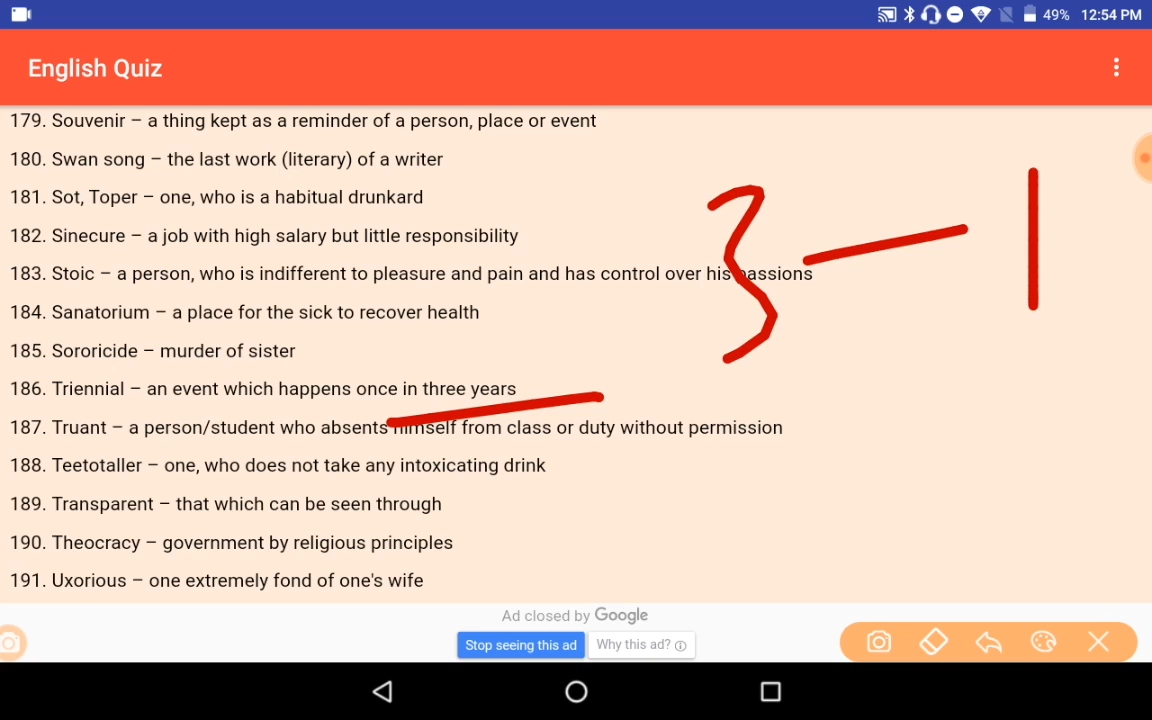 49% 12:54 PM
English Quiz
179. Souvenir – a thing kept as a reminder of a person, place or event
180. Swan song – the last work (literary) of a writer
181. Sot, Toper – one, who is a habitual drunkard
182. Sinecure – a job with high salary but little responsibility
183. Stoic – a person, who is indifferent to pleasure and pain and has control over his passions
184. Sanatorium – a place for the sick to recover health
185. Sororicide – murder of sister
186. Triennial – an event which happens once in three years
187. Truant – a person/student who absents himself from class or duty without permission
188. Teetotaller – one, who does not take any intoxicating drink
189. Transparent – that which can be seen through
190. Theocracy – government by religious principles
191. Uxorious – one extremely fond of one's wife
3 – 1
Ad closed by Google
Stop seeing this ad Why this ad?